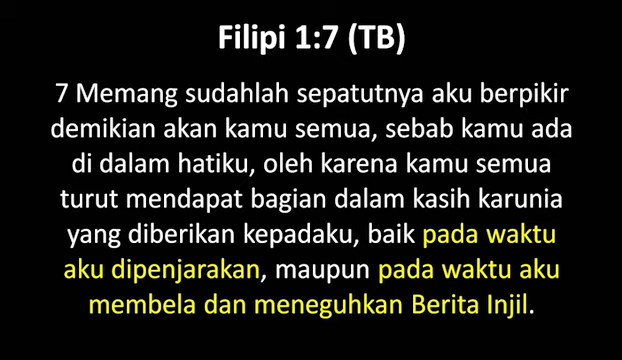 Filipi 1:7 (TB)
7 Memang sudahlah sepatutnya aku berpikir
demikian akan kamu semua, sebab kamu ada
di dalam hatiku, oleh karena kamu semua
turut mendapat bagian dalam kasih karunia
yang diberikan kepadaku, baik pada waktu
aku dipenjarakan, maupun pada waktu aku
membela dan meneguhkan Berita Injil.